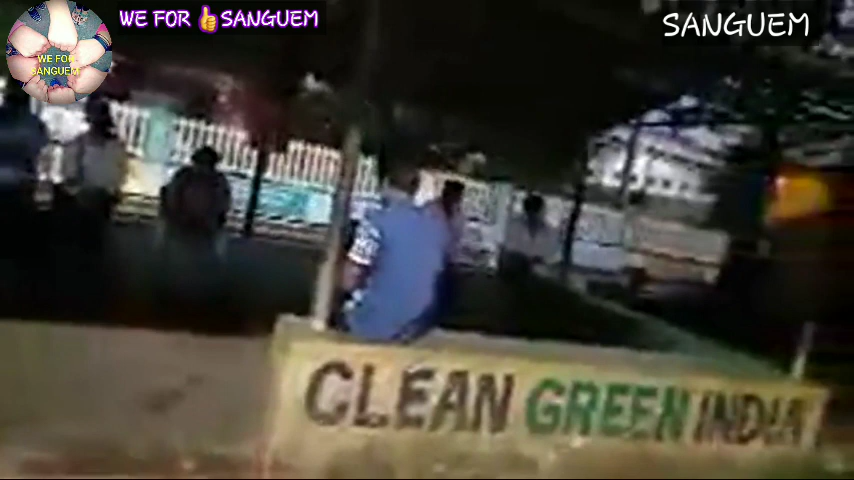 WE FOR 👍SANGUEM
SANGUEM
WE FOR
SANGUEM
CLEAN GREEN INDIA